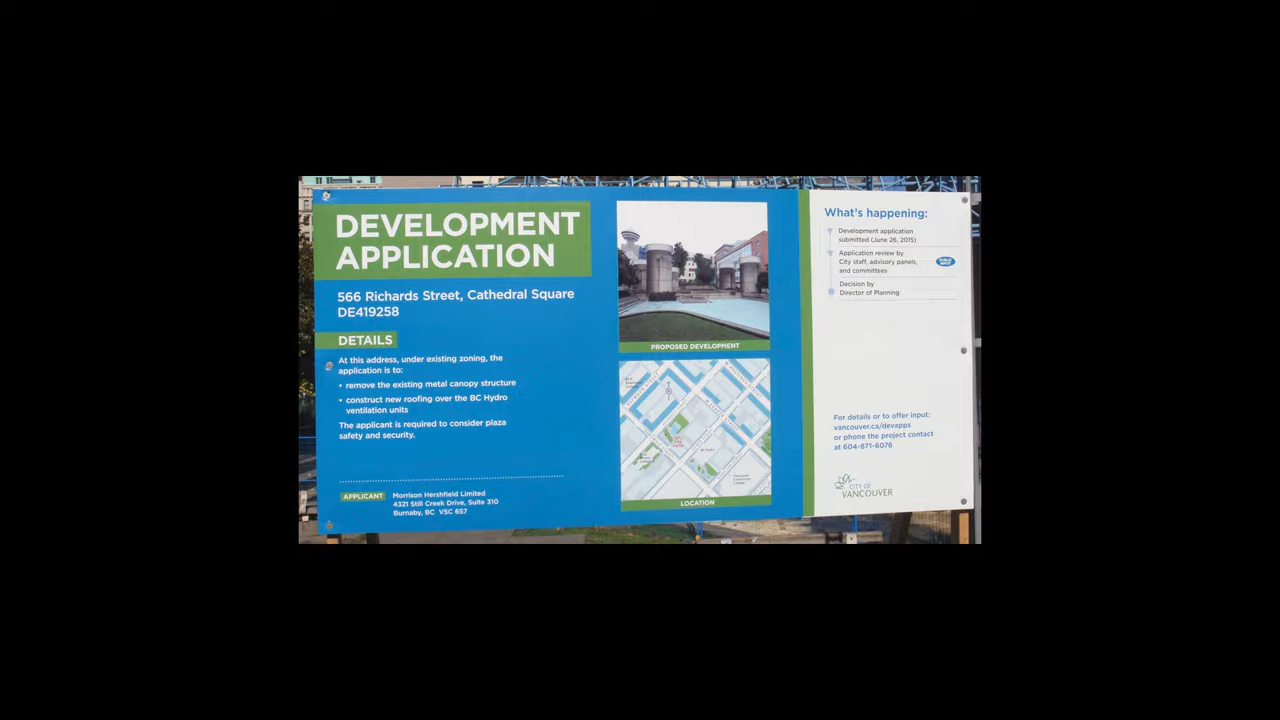 DEVELOPMENT
APPLICATION
566 Richards Street, Cathedral Square
DE419258
DETAILS
At this address, under existing zoning, the
application is to:
• remove the existing metal canopy structure
• construct new roofing over the BC Hydro
ventilation units
The applicant is required to consider plaza
safety and security.
APPLICANT
Morrison Hershfield Limited
4321 Still Creek Drive, Suite 310
Burnaby, BC V5C 6S7
PROPOSED DEVELOPMENT
LOCATION
What's happening:
Development application
submitted (June 26, 2015)
Application review by
City staff, advisory panels,
and committees
PUBLIC
INPUT
Decision by
Director of Planning
For details or to offer input:
vancouver.ca/devapps
or phone the project contact
at 604-871-6076
CITY OF
VANCOUVER